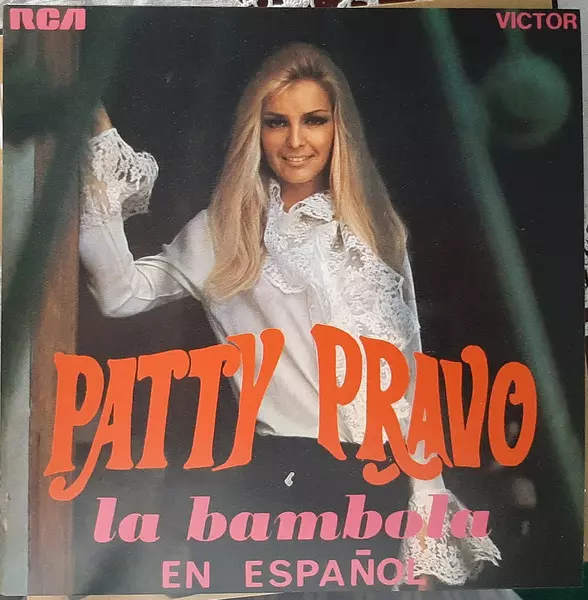 RCA VICTOR
PATTY PRAVO
la bambola
EN ESPAÑOL